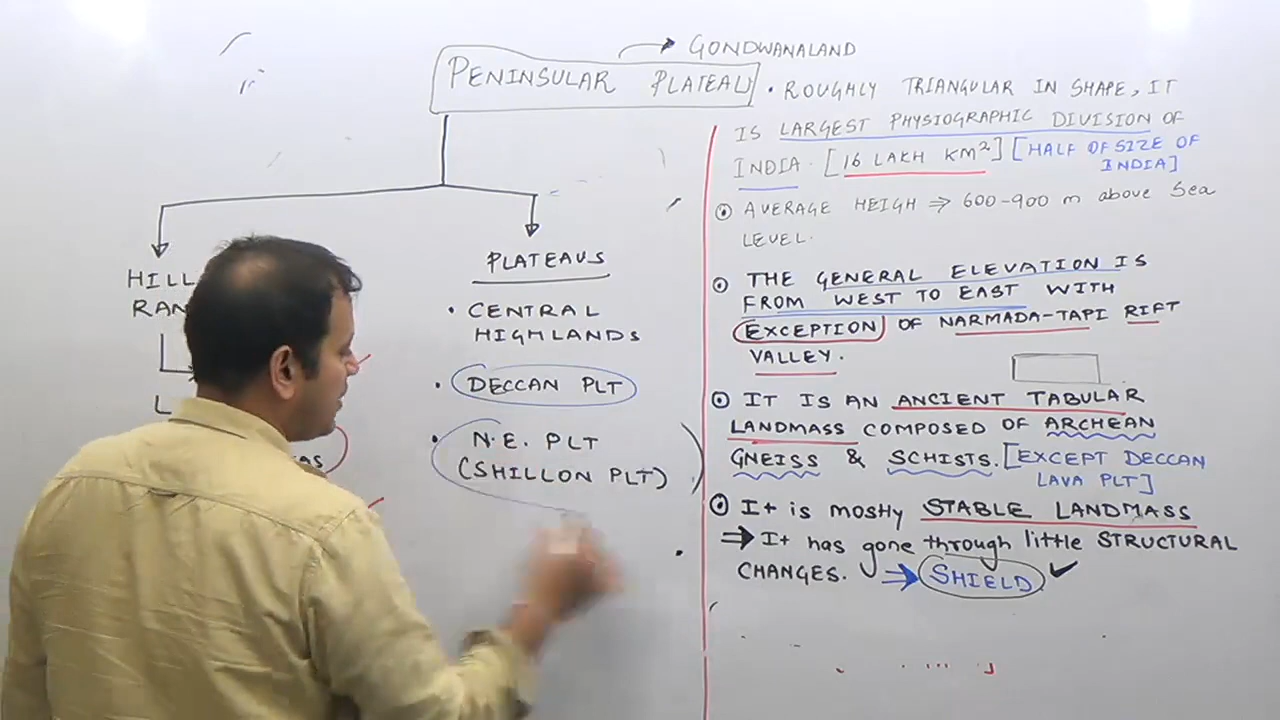 GONDWANALAND
PENINSULAR PLATEAU
• ROUGHLY TRIANGULAR IN SHAPE, IT
IS LARGEST PHYSIOGRAPHIC DIVISION OF
INDIA. [16 LAKH KM²] [HALF OF SIZE OF
INDIA]
AVERAGE HEIGH ⇒ 600-900 m above Sea
LEVEL.
THE GENERAL ELEVATION IS
FROM WEST TO EAST WITH
EXCEPTION OF NARMADA-TAPI RIFT
VALLEY.
IT IS AN ANCIENT TABULAR
LANDMASS COMPOSED OF ARCHEAN
GNEISS & SCHISTS. [EXCEPT DECCAN
LAVA PLT]
It is mostly STABLE LANDMASS
⇒ It has gone through little STRUCTURAL
CHANGES. ⇒ SHIELD ✓
PLATEAUS
• CENTRAL
HIGHLANDS
• DECCAN PLT
• N.E. PLT
(SHILLON PLT)